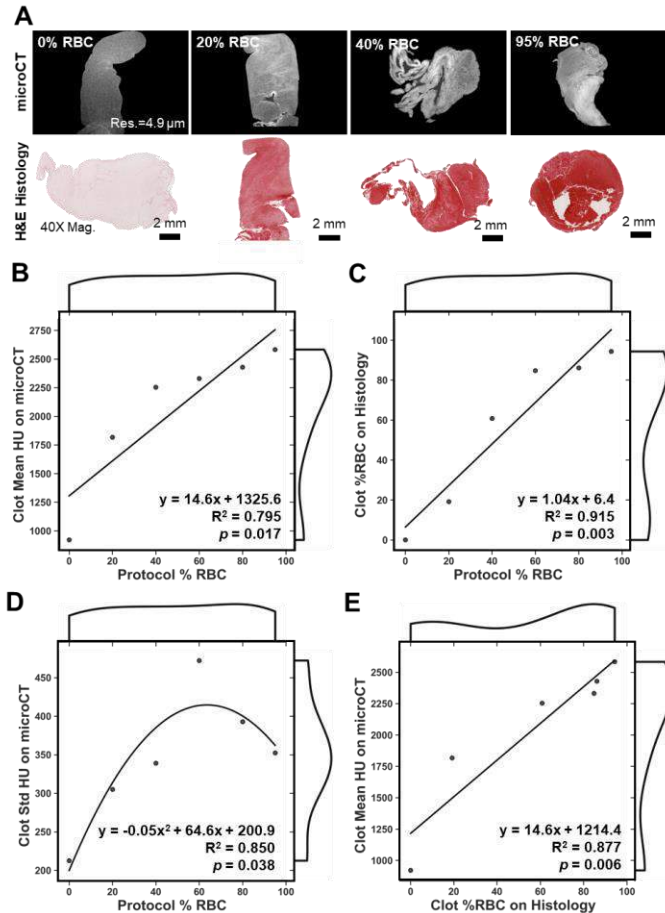 A
microCT
0% RBC
20% RBC
40% RBC
95% RBC
Res.=4.9 µm
H&E Histology
40X Mag.
2 mm
2 mm
2 mm
2 mm
B
Clot Mean HU on microCT
2750
2500
2250
2000
1750
1500
1250
1000
y = 14.6x + 1325.6
R² = 0.795
p = 0.017
0 20 40 60 80 100
Protocol % RBC
C
Clot %RBC on Histology
100
80
60
40
20
0
y = 1.04x + 6.4
R² = 0.915
p = 0.003
0 20 40 60 80 100
Protocol % RBC
D
Clot Std HU on microCT
450
400
350
300
250
200
y = -0.05x² + 64.6x + 200.9
R² = 0.850
p = 0.038
0 20 40 60 80 100
Protocol % RBC
E
Clot Mean HU on microCT
2500
2250
2000
1750
1500
1250
1000
y = 14.6x + 1214.4
R² = 0.877
p = 0.006
0 20 40 60 80 100
Clot %RBC on Histology